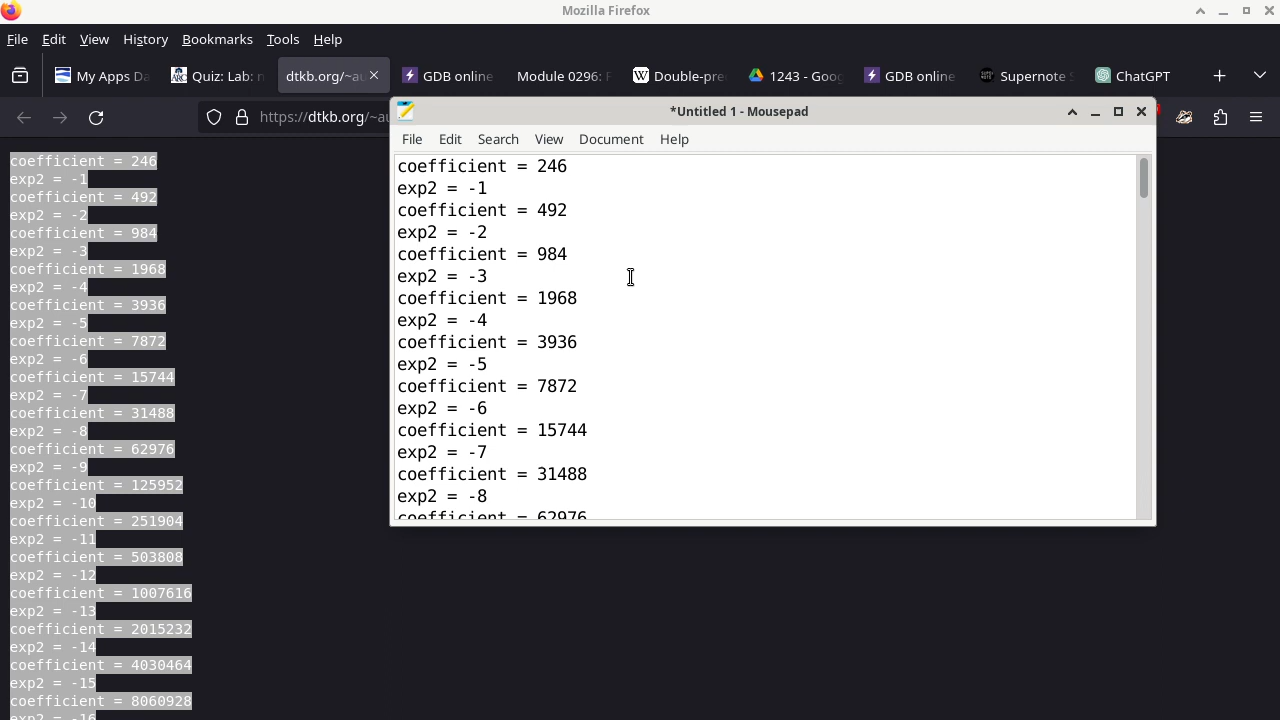 Mozilla Firefox
File Edit View History Bookmarks Tools Help
My Apps Da
Quiz: Lab: n
dtkb.org/~au
GDB online
Module 0296: F
Double-pre
1243 - Goog
GDB online
Supernote S
ChatGPT
https://dtkb.org/~au
coefficient = 246
exp2 = -1
coefficient = 492
exp2 = -2
coefficient = 984
exp2 = -3
coefficient = 1968
exp2 = -4
coefficient = 3936
exp2 = -5
coefficient = 7872
exp2 = -6
coefficient = 15744
exp2 = -7
coefficient = 31488
exp2 = -8
coefficient = 62976
exp2 = -9
coefficient = 125952
exp2 = -10
coefficient = 251904
exp2 = -11
coefficient = 503808
exp2 = -12
coefficient = 1007616
exp2 = -13
coefficient = 2015232
exp2 = -14
coefficient = 4030464
exp2 = -15
coefficient = 8060928
exp2 = -16
*Untitled 1 - Mousepad
File Edit Search View Document Help
coefficient = 246
exp2 = -1
coefficient = 492
exp2 = -2
coefficient = 984
exp2 = -3
coefficient = 1968
exp2 = -4
coefficient = 3936
exp2 = -5
coefficient = 7872
exp2 = -6
coefficient = 15744
exp2 = -7
coefficient = 31488
exp2 = -8
coefficient = 62976